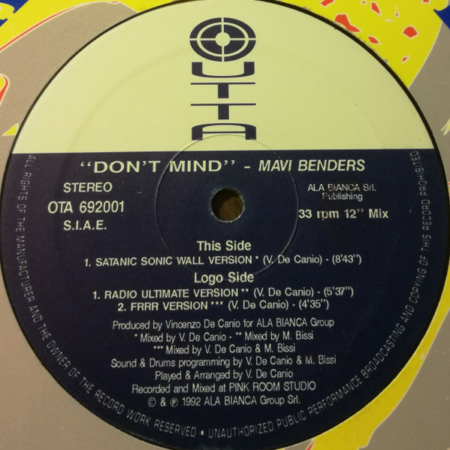 OUTTA
"DON'T MIND" - MAVI BENDERS
STEREO
OTA 692001
S.I.A.E.
ALA BIANCA Srl.
Publishing
33 rpm 12" Mix
This Side
1. SATANIC SONIC WALL VERSION * (V. De Canio) - (8'43")
Logo Side
1. RADIO ULTIMATE VERSION ** (V. De Canio) - (5'37")
2. FRRR VERSION *** (V. De Canio) - (4'35")
Produced by Vincenzo De Canio for ALA BIANCA Group
* Mixed by V. De Canio - ** Mixed by M. Bissi
*** Mixed by V. De Canio & M. Bissi
Sound & Drums programming by V. De Canio & M. Bissi
Played & Arranged by V. De Canio
Recorded and Mixed at PINK ROOM STUDIO
© & ℗ 1992 ALA BIANCA Group Srl.
ALL RIGHTS OF THE MANUFACTURER AND THE OWNER OF THE RECORD WORK RESERVED - UNAUTHORIZED PUBLIC PERFORMANCE BROADCASTING AND COPYING OF THIS RECORD PROHIBITED